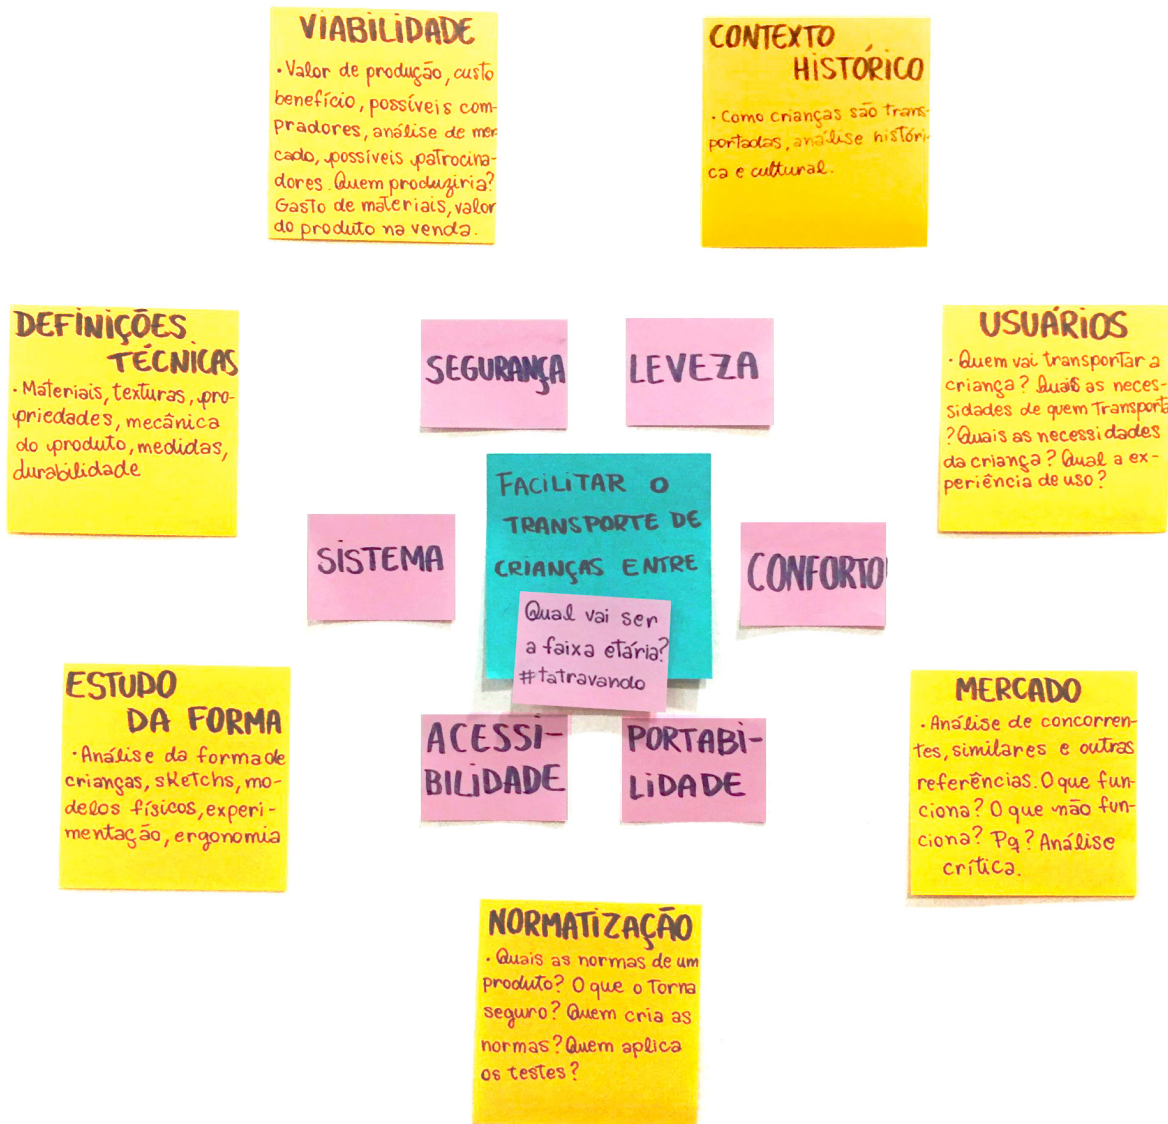 VIABILIDADE
· Valor de produção, custo
benefício, possíveis com-
pradores, análise de mer
cado, possíveis patrocina-
dores. Quem produziria?
Gasto de materiais, valor
do produto na venda.
CONTEXTO
HISTÓRICO
· Como crianças são trans-
portadas, análise históri-
ca e cultural.
DEFINIÇÕES
TÉCNICAS
· Materiais, texturas, pro-
priedades, mecânica
do produto, medidas,
durabilidade
SEGURANÇA
LEVEZA
USUÁRIOS
· Quem vai transportar a
criança? Quais as neces-
sidades de quem transporta
? Quais as necessidades
da criança? Qual a ex-
periência de uso?
SISTEMA
FACILITAR O
TRANSPORTE DE
CRIANÇAS ENTRE
Qual vai ser
a faixa etária?
#tatravando
CONFORTO
ESTUDO
DA FORMA
· Análise da forma de
crianças, sketchs, mo-
delos físicos, experi-
mentação, ergonomia
ACESSI-
BILIDADE
PORTABI-
LIDADE
MERCADO
· Análise de concorren-
tes, similares e outras
referências. O que fun-
ciona? O que não fun-
ciona? Pq? Análise
crítica.
NORMATIZAÇÃO
· Quais as normas de um
produto? O que o torna
seguro? Quem cria as
normas? Quem aplica
os testes?